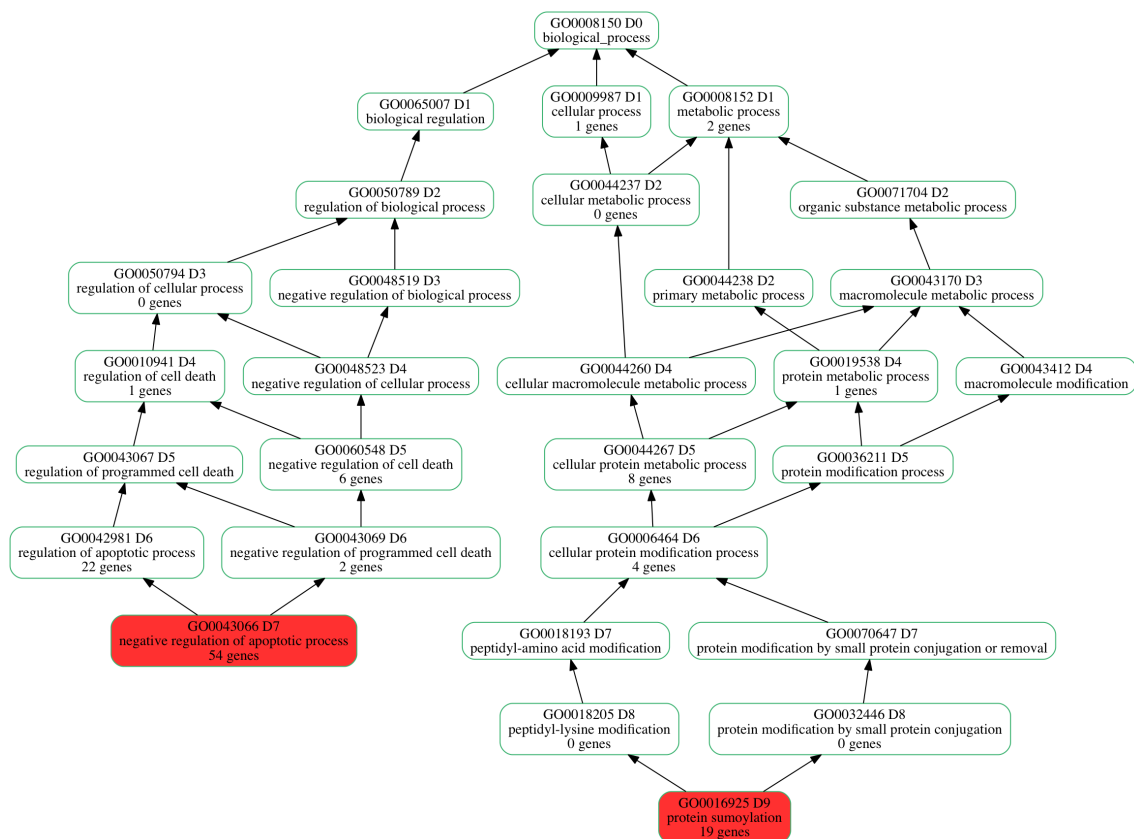 GO0008150 D0
biological_process
GO0065007 D1
biological regulation
GO0009987 D1
cellular process
1 genes
GO0008152 D1
metabolic process
2 genes
GO0050789 D2
regulation of biological process
GO0044237 D2
cellular metabolic process
0 genes
GO0071704 D2
organic substance metabolic process
GO0050794 D3
regulation of cellular process
0 genes
GO0048519 D3
negative regulation of biological process
GO0044238 D2
primary metabolic process
GO0043170 D3
macromolecule metabolic process
GO0010941 D4
regulation of cell death
1 genes
GO0048523 D4
negative regulation of cellular process
GO0044260 D4
cellular macromolecule metabolic process
GO0019538 D4
protein metabolic process
1 genes
GO0043412 D4
macromolecule modification
GO0043067 D5
regulation of programmed cell death
GO0060548 D5
negative regulation of cell death
6 genes
GO0044267 D5
cellular protein metabolic process
8 genes
GO0036211 D5
protein modification process
GO0042981 D6
regulation of apoptotic process
22 genes
GO0043069 D6
negative regulation of programmed cell death
2 genes
GO0006464 D6
cellular protein modification process
4 genes
GO0043066 D7
negative regulation of apoptotic process
54 genes
GO0018193 D7
peptidyl-amino acid modification
GO0070647 D7
protein modification by small protein conjugation or removal
GO0018205 D8
peptidyl-lysine modification
0 genes
GO0032446 D8
protein modification by small protein conjugation
0 genes
GO0016925 D9
protein sumoylation
19 genes